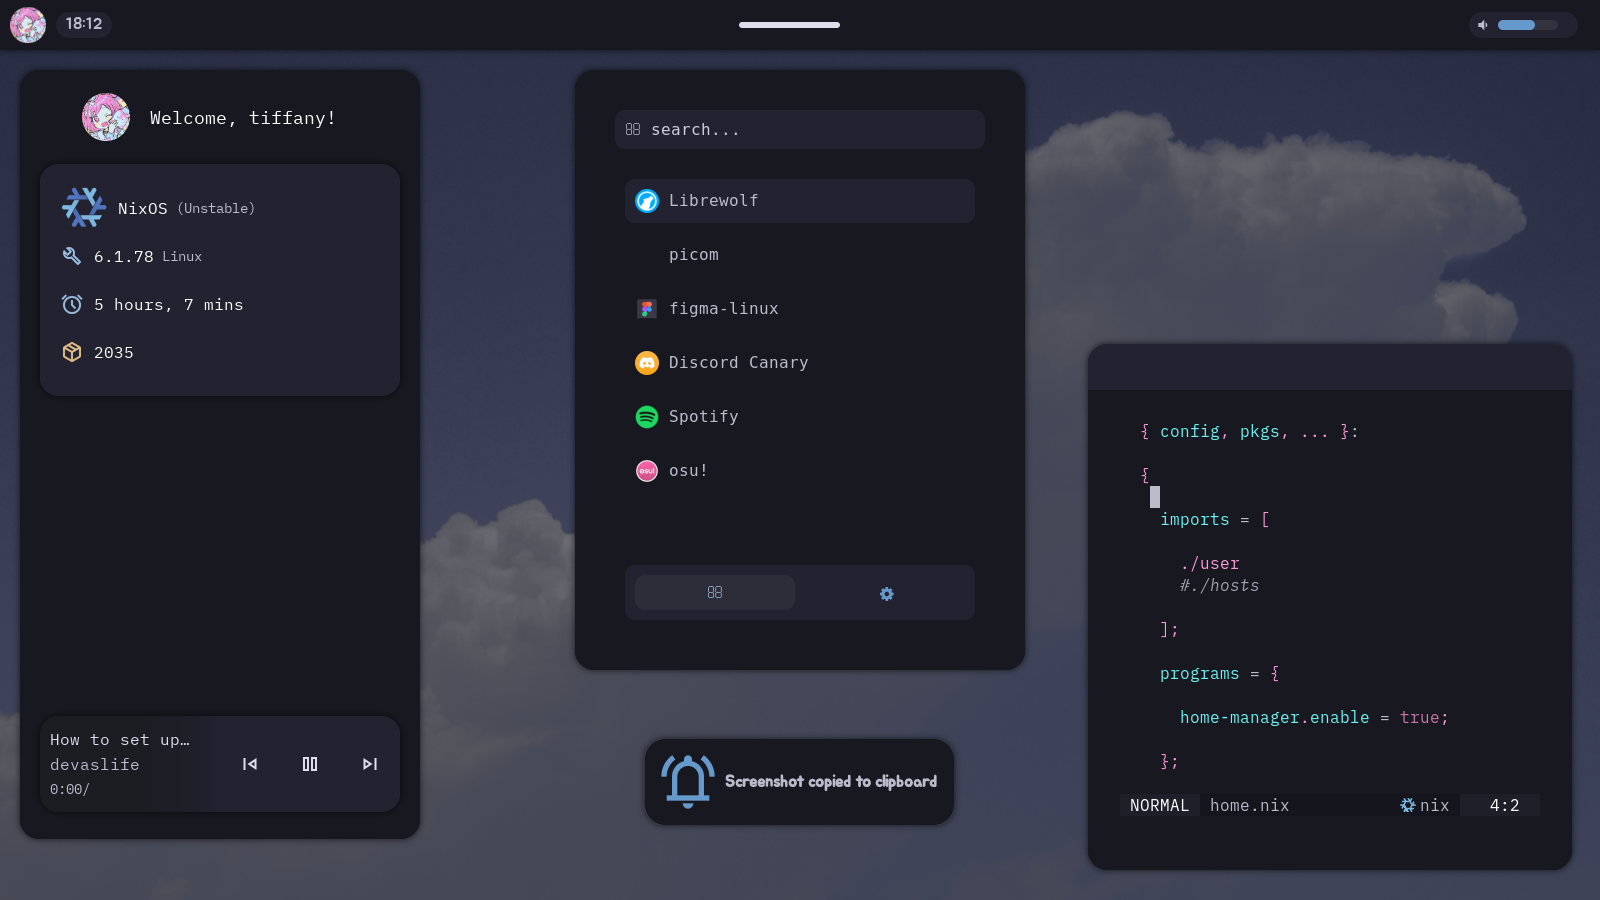 18:12
Welcome, tiffany!
NixOS (Unstable)
6.1.78 Linux
5 hours, 7 mins
2035
How to set up…
devaslife
0:00/
search...
Librewolf
picom
figma-linux
Discord Canary
Spotify
osu!
osu!
Screenshot copied to clipboard
{ config, pkgs, ... }:
{
imports = [
./user
#./hosts
];
programs = {
home-manager.enable = true;
};
NORMAL home.nix nix 4:2